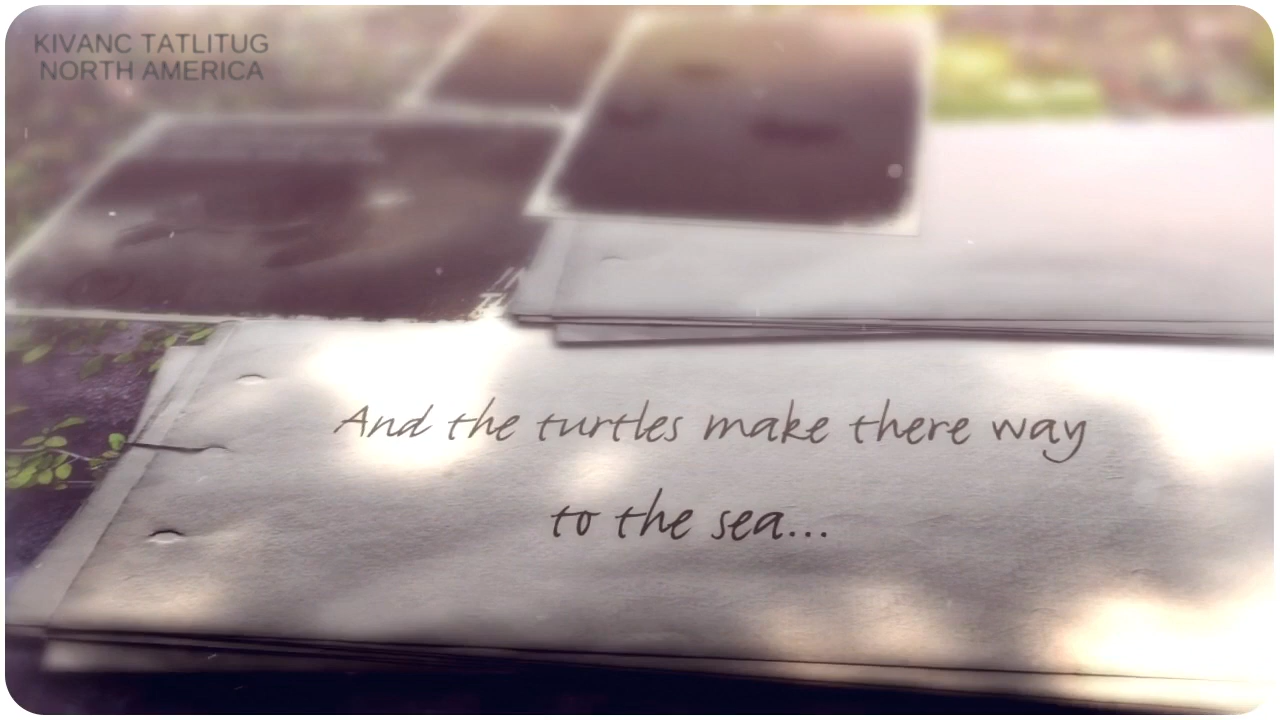 KIVANC TATLITUG
NORTH AMERICA
And the turtles make there way
to the sea...